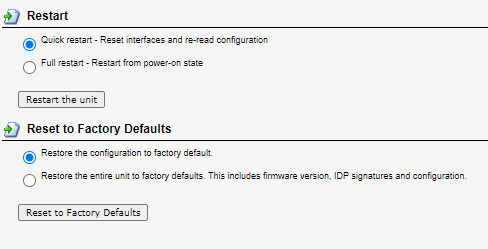 Restart
Quick restart - Reset interfaces and re-read configuration
Full restart - Restart from power-on state
Restart the unit
Reset to Factory Defaults
Restore the configuration to factory default.
Restore the entire unit to factory defaults. This includes firmware version, IDP signatures and configuration.
Reset to Factory Defaults